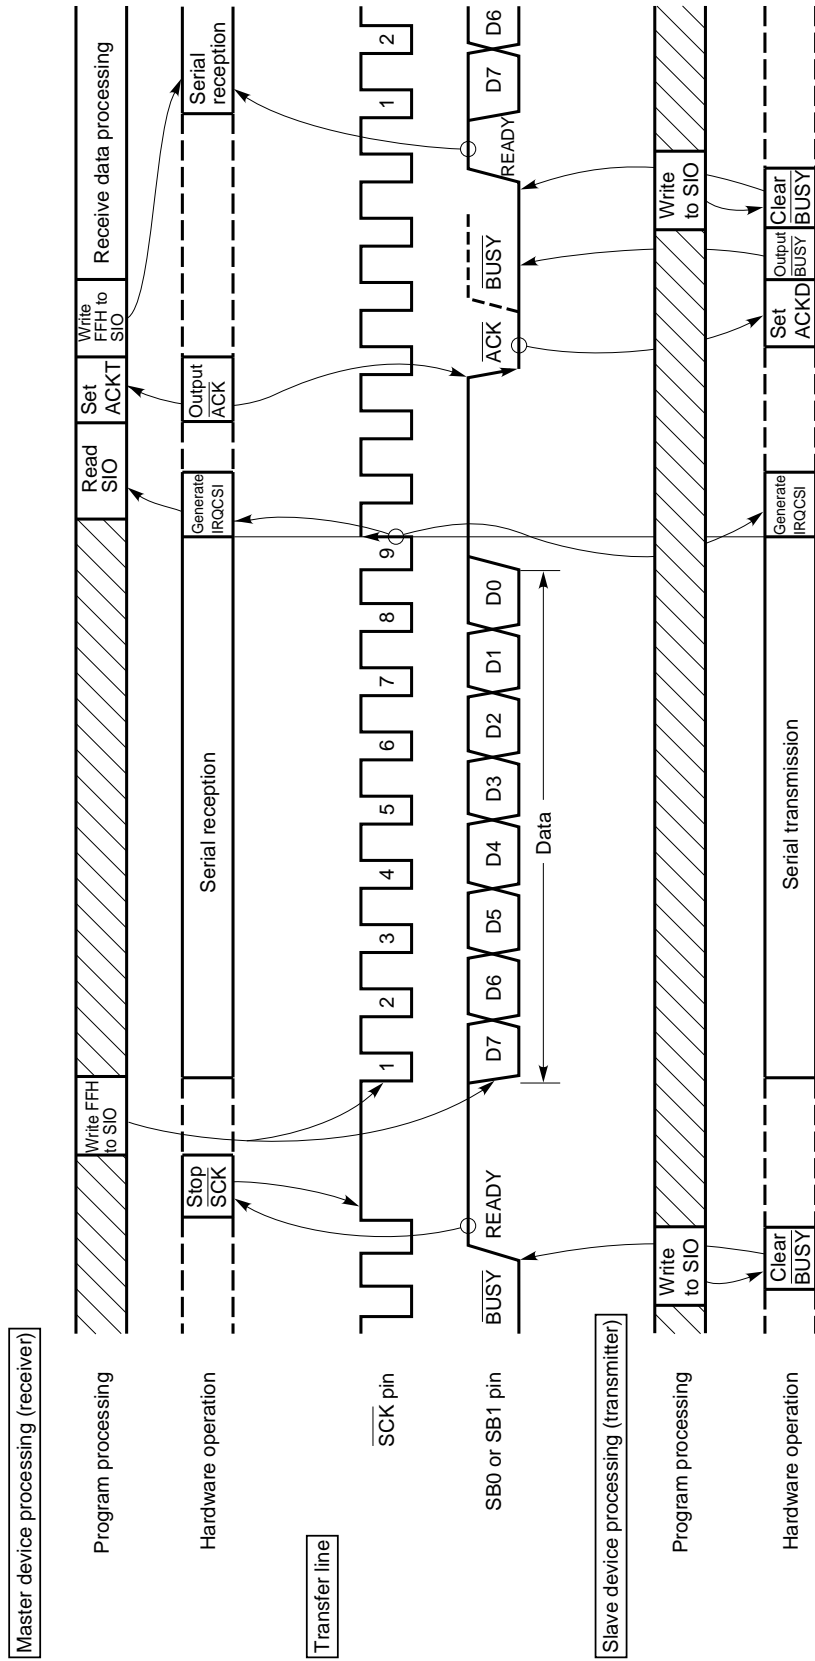 Master device processing (receiver)
Program processing
Write FFH
to SIO
Read
SIO
Set
ACKT
Write
FFH to
SIO
Receive data processing
Hardware operation
Stop
SCK
Serial reception
Generate
IRQCSI
Output
ACK
Serial
reception
Transfer line
SCK pin
1 2 3 4 5 6 7 8 9 1 2
SB0 or SB1 pin
BUSY READY D7 D6 D5 D4 D3 D2 D1 D0 ACK BUSY READY D7 D6
Data
Slave device processing (transmitter)
Program processing
Write
to SIO
Write
to SIO
Hardware operation
Clear
BUSY
Serial transmission
Generate
IRQCSI
Set
ACKD
Output
BUSY
Clear
BUSY